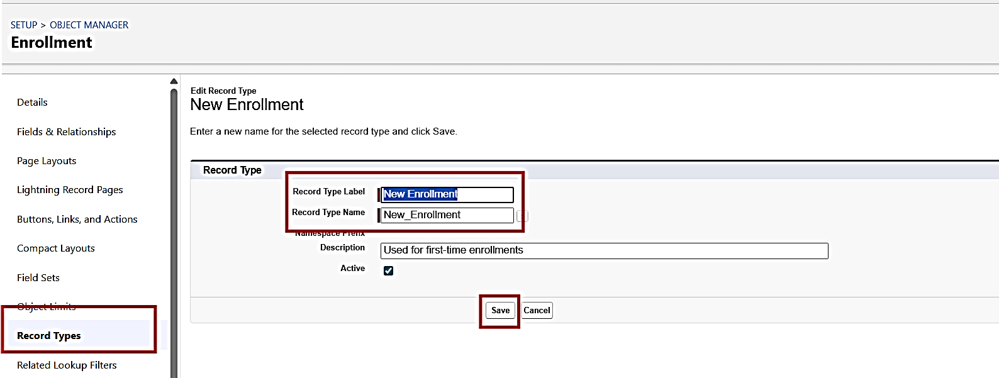 SETUP > OBJECT MANAGER
Enrollment
Details
Fields & Relationships
Page Layouts
Lightning Record Pages
Buttons, Links, and Actions
Compact Layouts
Field Sets
Object Limits
Record Types
Related Lookup Filters
Edit Record Type
New Enrollment
Enter a new name for the selected record type and click Save.
Record Type
Record Type Label New Enrollment
Record Type Name New_Enrollment
Namespace Prefix
Description Used for first-time enrollments
Active
Save Cancel